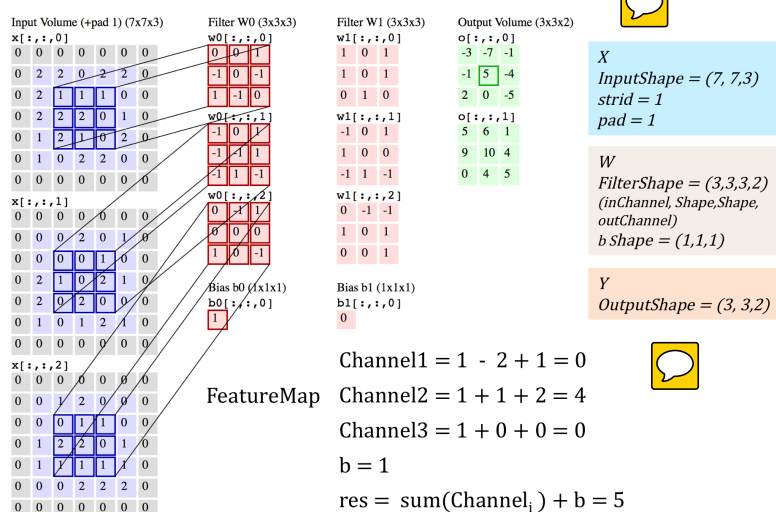 Input Volume (+pad 1) (7x7x3)
x[:,:,0]
0 0 0 0 0 0 0
0 2 2 0 2 2 0
0 2 1 1 1 0 0
0 2 2 2 0 1 0
0 1 2 1 0 2 0
0 1 0 2 2 0 0
0 0 0 0 0 0 0
x[:,:,1]
0 0 0 0 0 0 0
0 0 0 2 0 1 0
0 0 0 0 1 0 0
0 2 1 0 2 1 0
0 2 0 2 0 0 0
0 1 0 1 2 1 0
0 0 0 0 0 0 0
x[:,:,2]
0 0 0 0 0 0 0
0 0 1 2 0 0 0
0 0 0 1 1 0 0
0 1 2 2 0 1 0
0 1 1 1 1 1 0
0 0 0 2 2 2 0
0 0 0 0 0 0 0
Filter W0 (3x3x3)
w0[:,:,0]
0 0 1
-1 0 -1
1 -1 0
w0[:,:,1]
-1 0 1
-1 -1 1
-1 1 -1
w0[:,:,2]
0 -1 1
0 0 0
1 0 -1
Bias b0 (1x1x1)
b0[:,:,0]
1
Filter W1 (3x3x3)
w1[:,:,0]
1 0 1
1 0 1
0 1 0
w1[:,:,1]
-1 0 1
1 0 0
-1 1 -1
w1[:,:,2]
0 -1 -1
1 0 1
0 0 1
Bias b1 (1x1x1)
b1[:,:,0]
0
Output Volume (3x3x2)
o[:,:,0]
-3 -7 -1
-1 5 -4
2 0 -5
o[:,:,1]
5 6 1
9 10 4
0 4 5
X
InputShape = (7, 7,3)
strid = 1
pad = 1
W
FilterShape = (3,3,3,2)
(inChannel, Shape,Shape,
outChannel)
b Shape = (1,1,1)
Y
OutputShape = (3, 3,2)
FeatureMap
Channel1 = 1 - 2 + 1 = 0
Channel2 = 1 + 1 + 2 = 4
Channel3 = 1 + 0 + 0 = 0
b = 1
res = sum(Channelᵢ) + b = 5